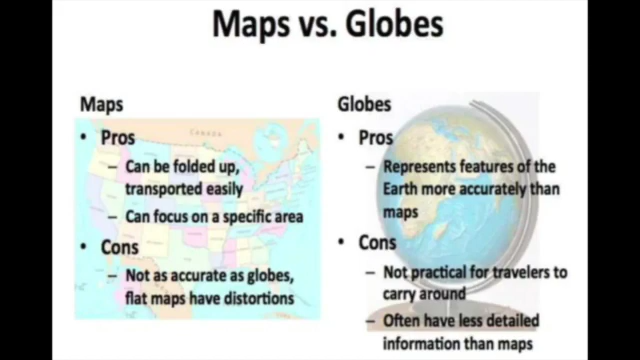 Maps vs. Globes
Maps
• Pros
– Can be folded up,
transported easily
– Can focus on a specific area
• Cons
– Not as accurate as globes,
flat maps have distortions
Globes
• Pros
– Represents features of the
Earth more accurately than
maps
• Cons
– Not practical for travelers to
carry around
– Often have less detailed
information than maps
Canada